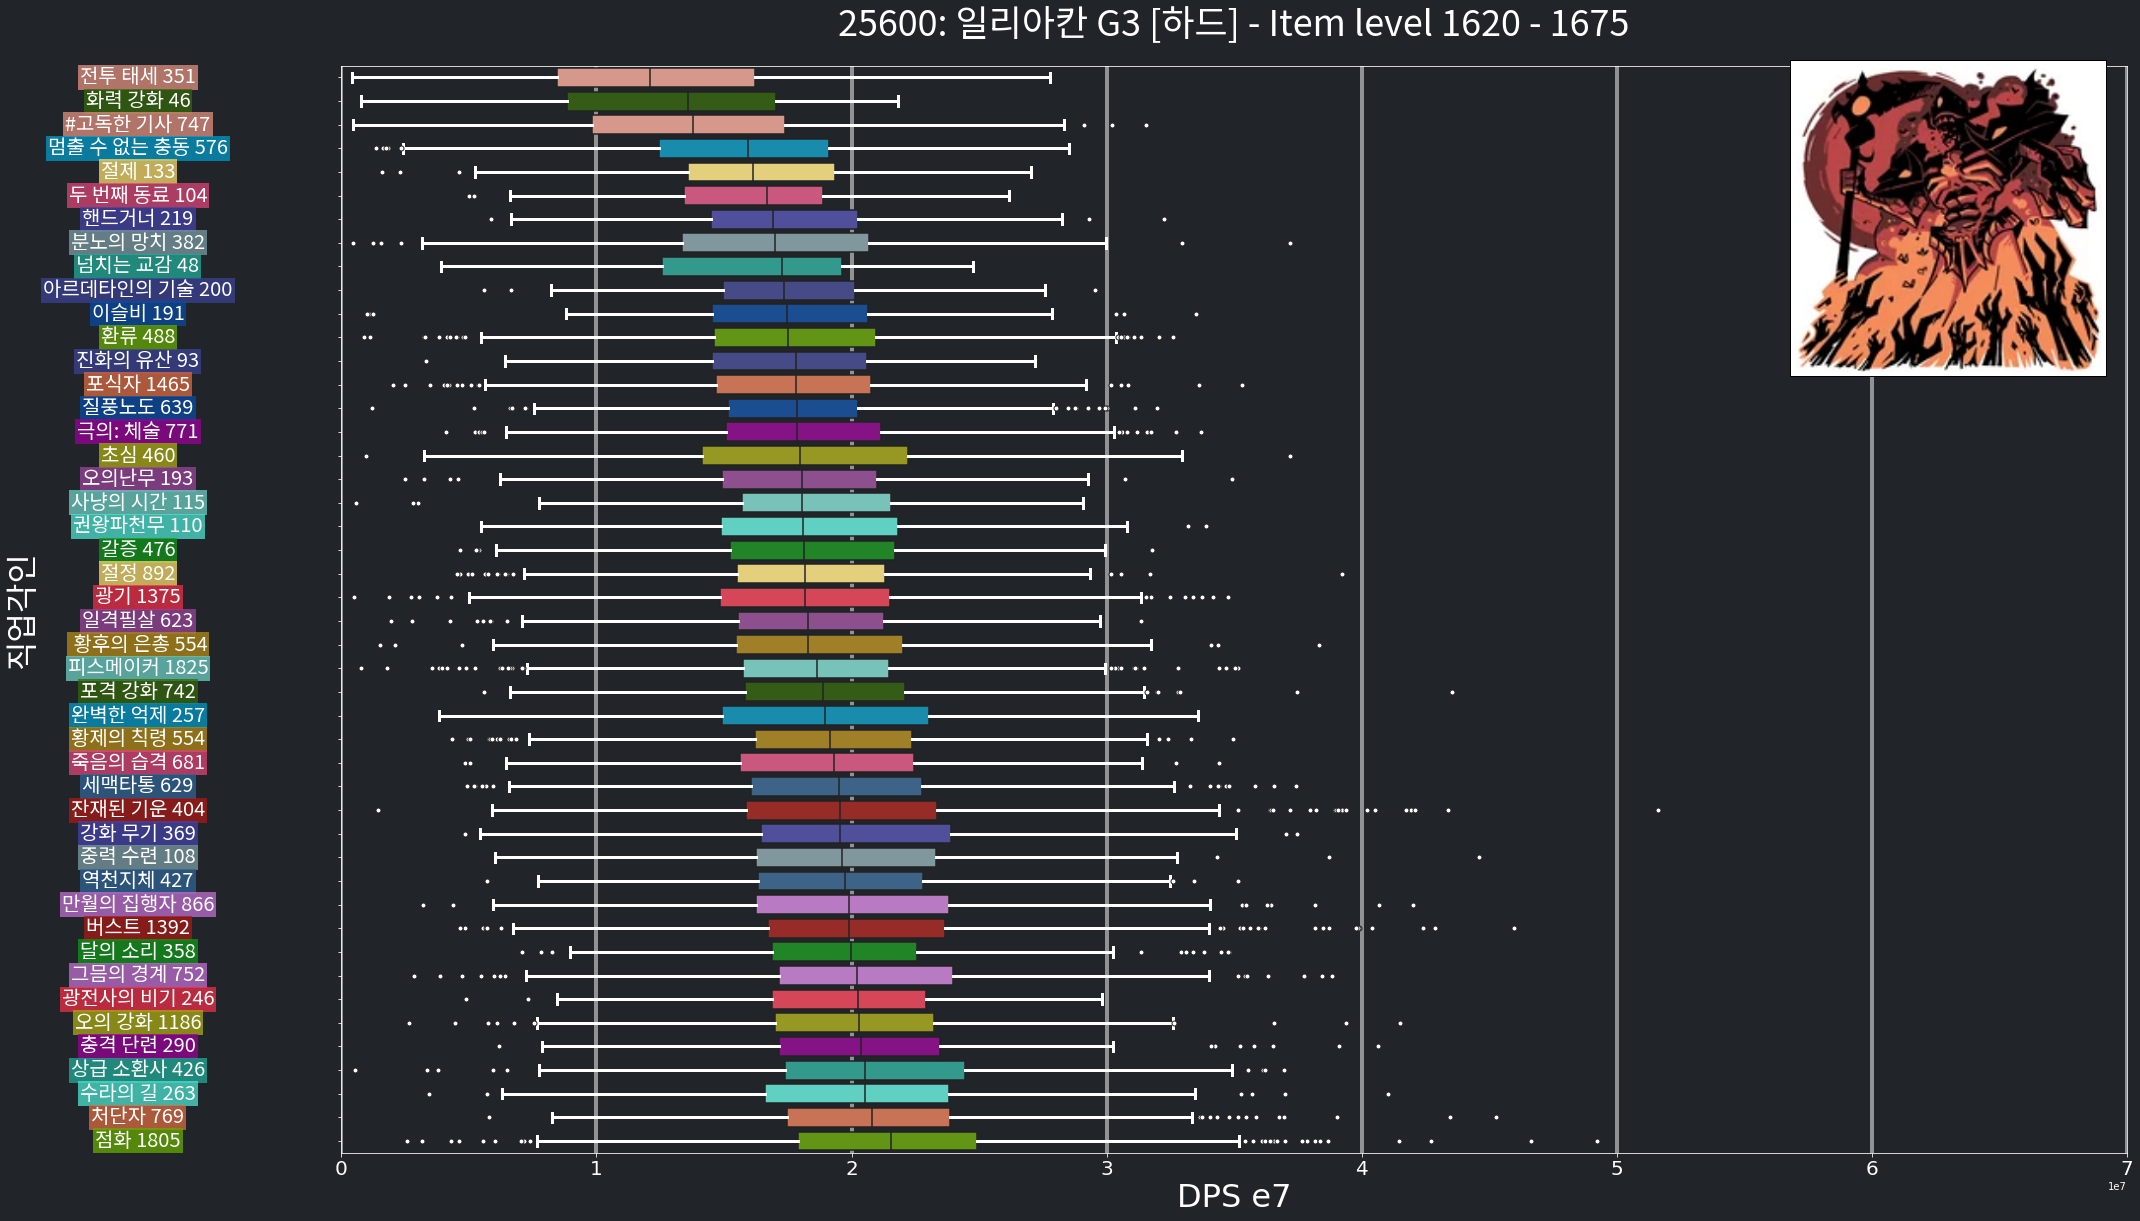 25600: 일리아칸 G3 [하드] - Item level 1620 - 1675
직업각인
전투 태세 351
화력 강화 46
#고독한 기사 747
멈출 수 없는 충동 576
절제 133
두 번째 동료 104
핸드거너 219
분노의 망치 382
넘치는 교감 48
아르데타인의 기술 200
이슬비 191
환류 488
진화의 유산 93
포식자 1465
질풍노도 639
극의: 체술 771
초심 460
오의난무 193
사냥의 시간 115
권왕파천무 110
갈증 476
절정 892
광기 1375
일격필살 623
황후의 은총 554
피스메이커 1825
포격 강화 742
완벽한 억제 257
황제의 칙령 554
죽음의 습격 681
세맥타통 629
잔재된 기운 404
강화 무기 369
중력 수련 108
역천지체 427
만월의 집행자 866
버스트 1392
달의 소리 358
그믐의 경계 752
광전사의 비기 246
오의 강화 1186
충격 단련 290
상급 소환사 426
수라의 길 263
처단자 769
점화 1805
0 1 2 3 4 5 6 7
1e7
DPS e7